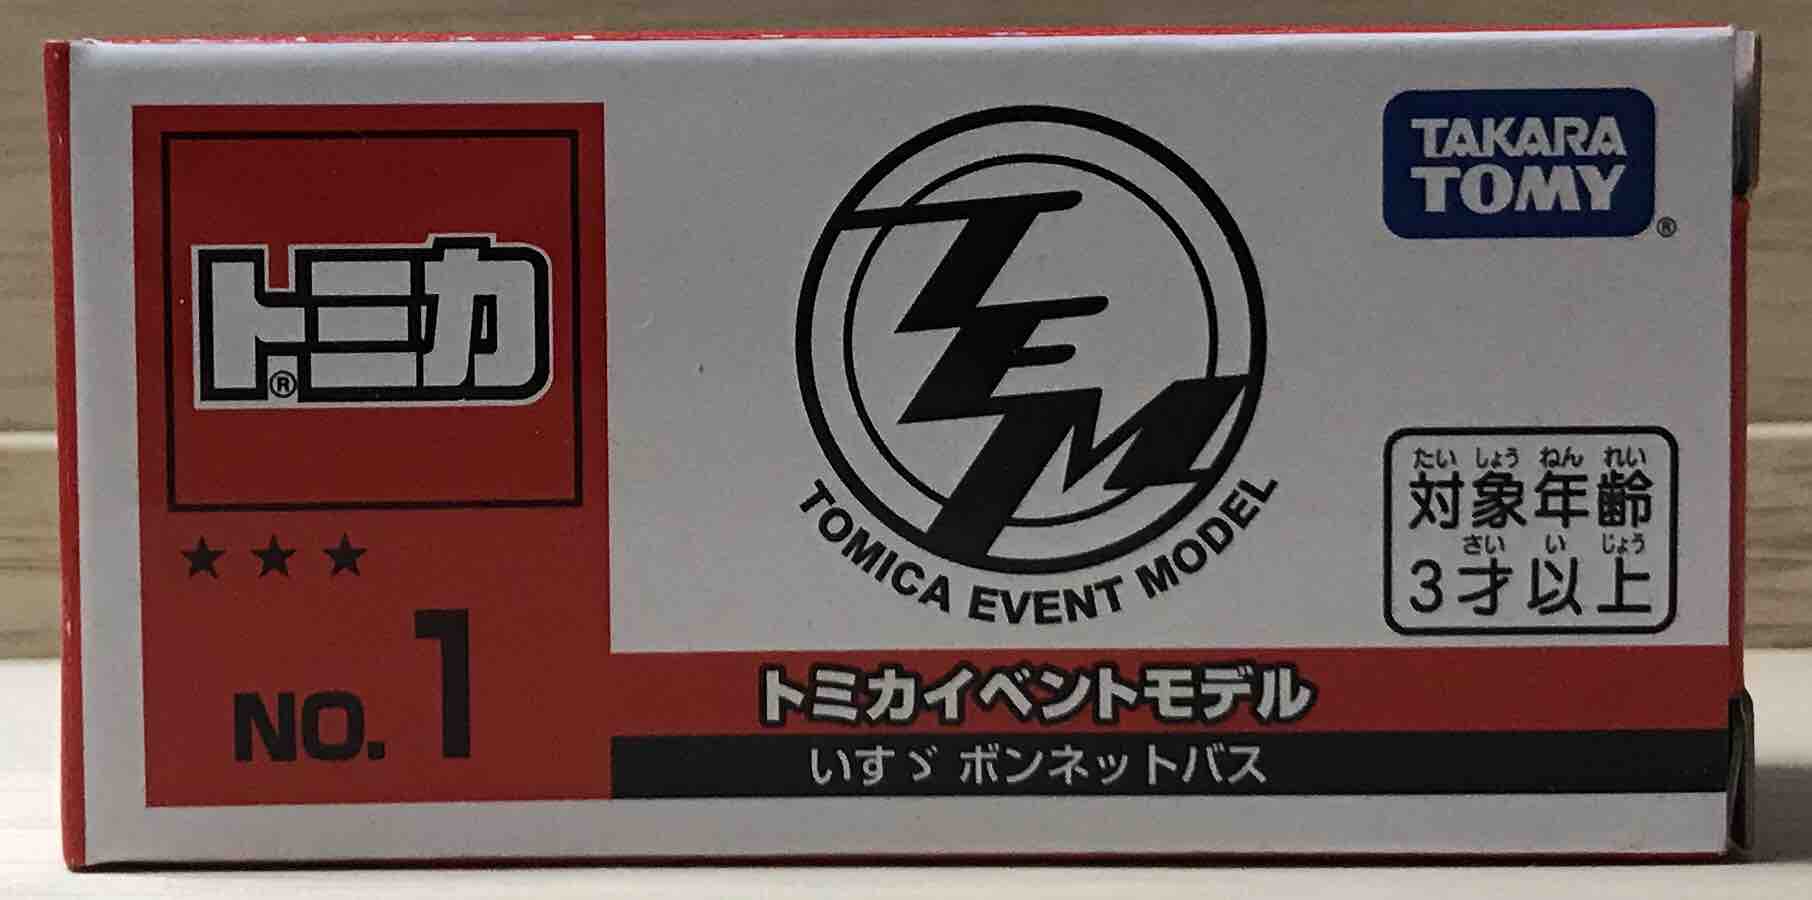 トミカ®
★★★
NO.1
TEM
TOMICA EVENT MODEL
TAKARA
TOMY®
たいしょうねんれい
対象年齢
さいいじょう
3才以上
トミカイベントモデル
いすゞ ボンネットバス